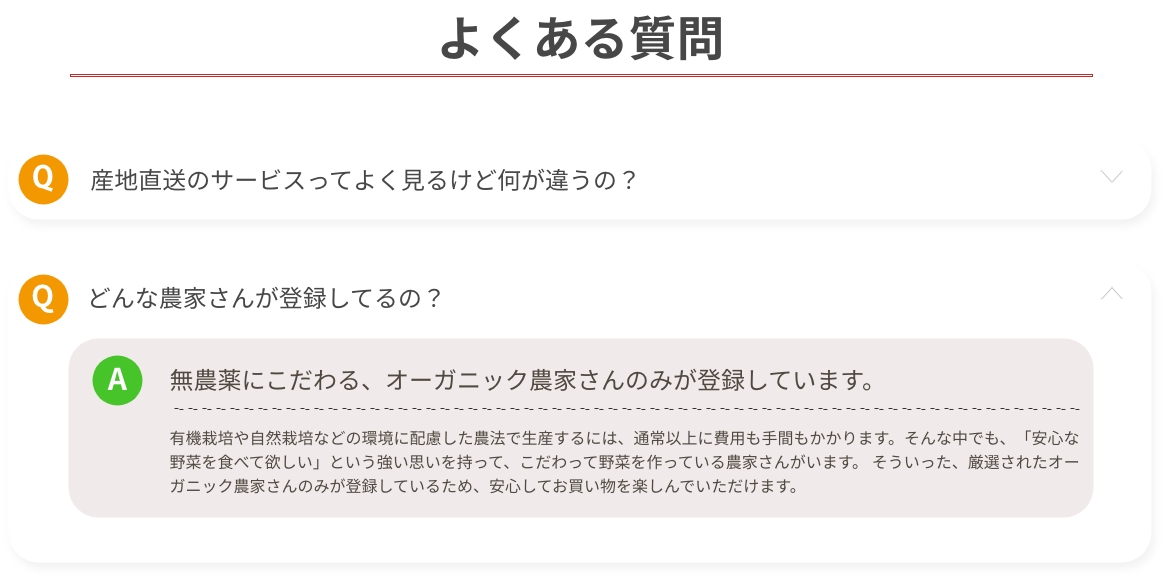 よくある質問
Q 産地直送のサービスってよく見るけど何が違うの？
Q どんな農家さんが登録してるの？
A 無農薬にこだわる、オーガニック農家さんのみが登録しています。
有機栽培や自然栽培などの環境に配慮した農法で生産するには、通常以上に費用も手間もかかります。そんな中でも、「安心な
野菜を食べて欲しい」という強い思いを持って、こだわって野菜を作っている農家さんがいます。 そういった、厳選されたオー
ガニック農家さんのみが登録しているため、安心してお買い物を楽しんでいただけます。